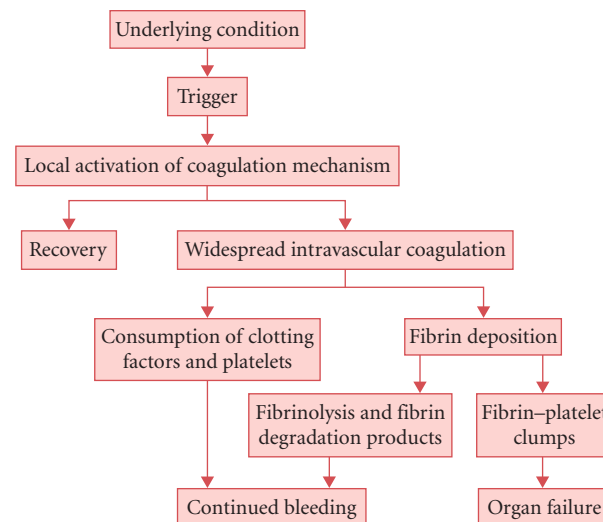 Underlying condition
Trigger
Local activation of coagulation mechanism
Recovery
Widespread intravascular coagulation
Consumption of clotting
factors and platelets
Fibrin deposition
Fibrinolysis and fibrin
degradation products
Fibrin–platelet
clumps
Continued bleeding
Organ failure